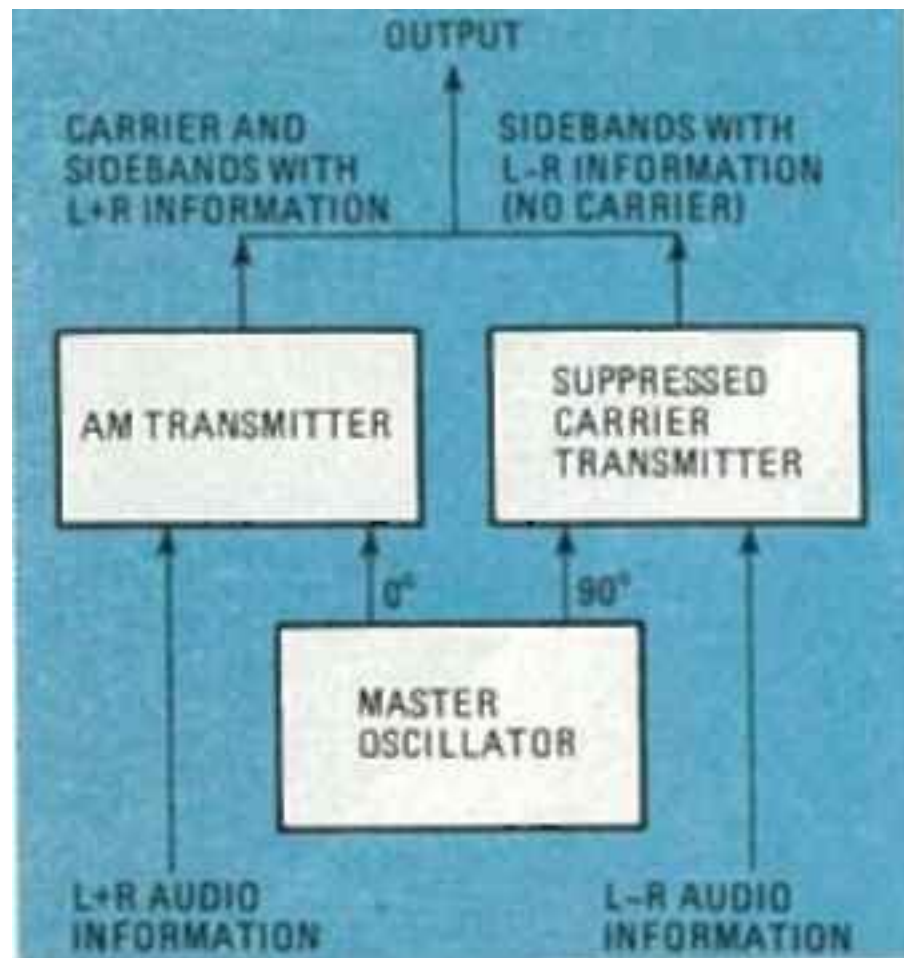 OUTPUT
CARRIER AND
SIDEBANDS WITH
L+R INFORMATION
SIDEBANDS WITH
L-R INFORMATION
(NO CARRIER)
AM TRANSMITTER
SUPPRESSED
CARRIER
TRANSMITTER
0°
90°
MASTER
OSCILLATOR
L+R AUDIO
INFORMATION
L-R AUDIO
INFORMATION